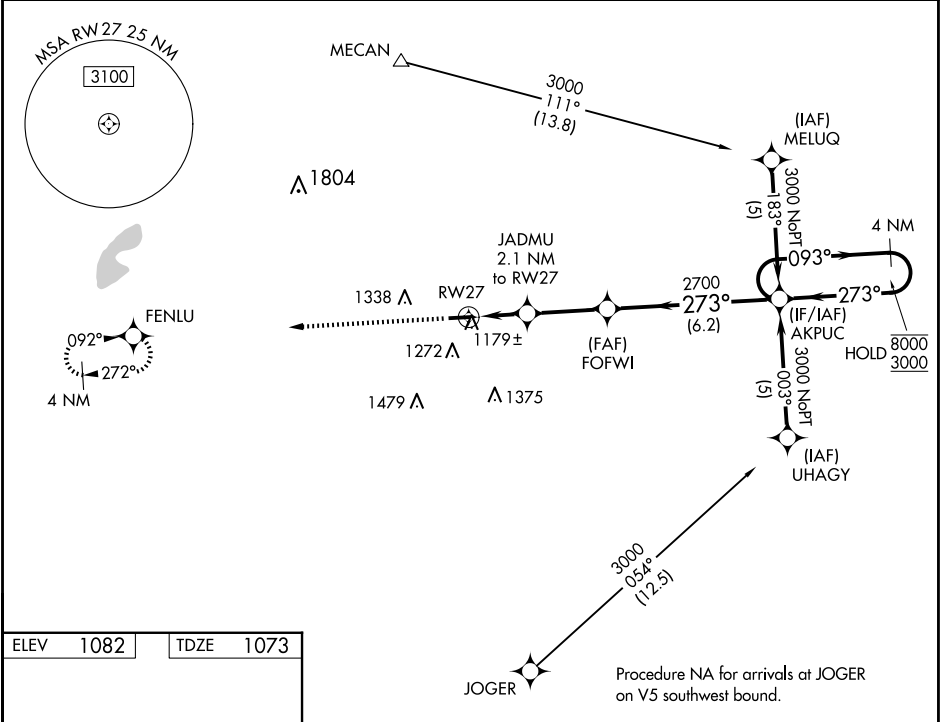 MSA RW27 25 NM
3100
MECAN
3000
111°
(13.8)
(IAF)
MELUQ
1804
3000 NoPT
183°
(5)
4 NM
093°
JADMU
2.1 NM
to RW27
1338
RW27
2700
273°
(6.2)
273°
(IF/IAF)
AKPUC
HOLD
8000
3000
FENLU
092°
272°
4 NM
1272
1179±
(FAF)
FOFWI
1479
1375
3000 NoPT
003°
(5)
(IAF)
UHAGY
3000
054°
(12.5)
ELEV 1082
TDZE 1073
JOGER
Procedure NA for arrivals at JOGER
on V5 southwest bound.